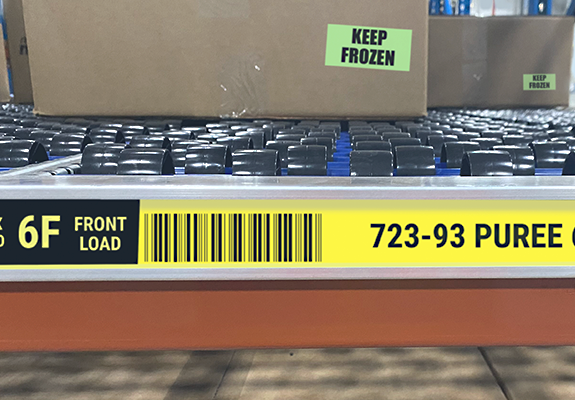 KEEP
FROZEN
KEEP
FROZEN
6F
FRONT
LOAD
723-93 PUREE